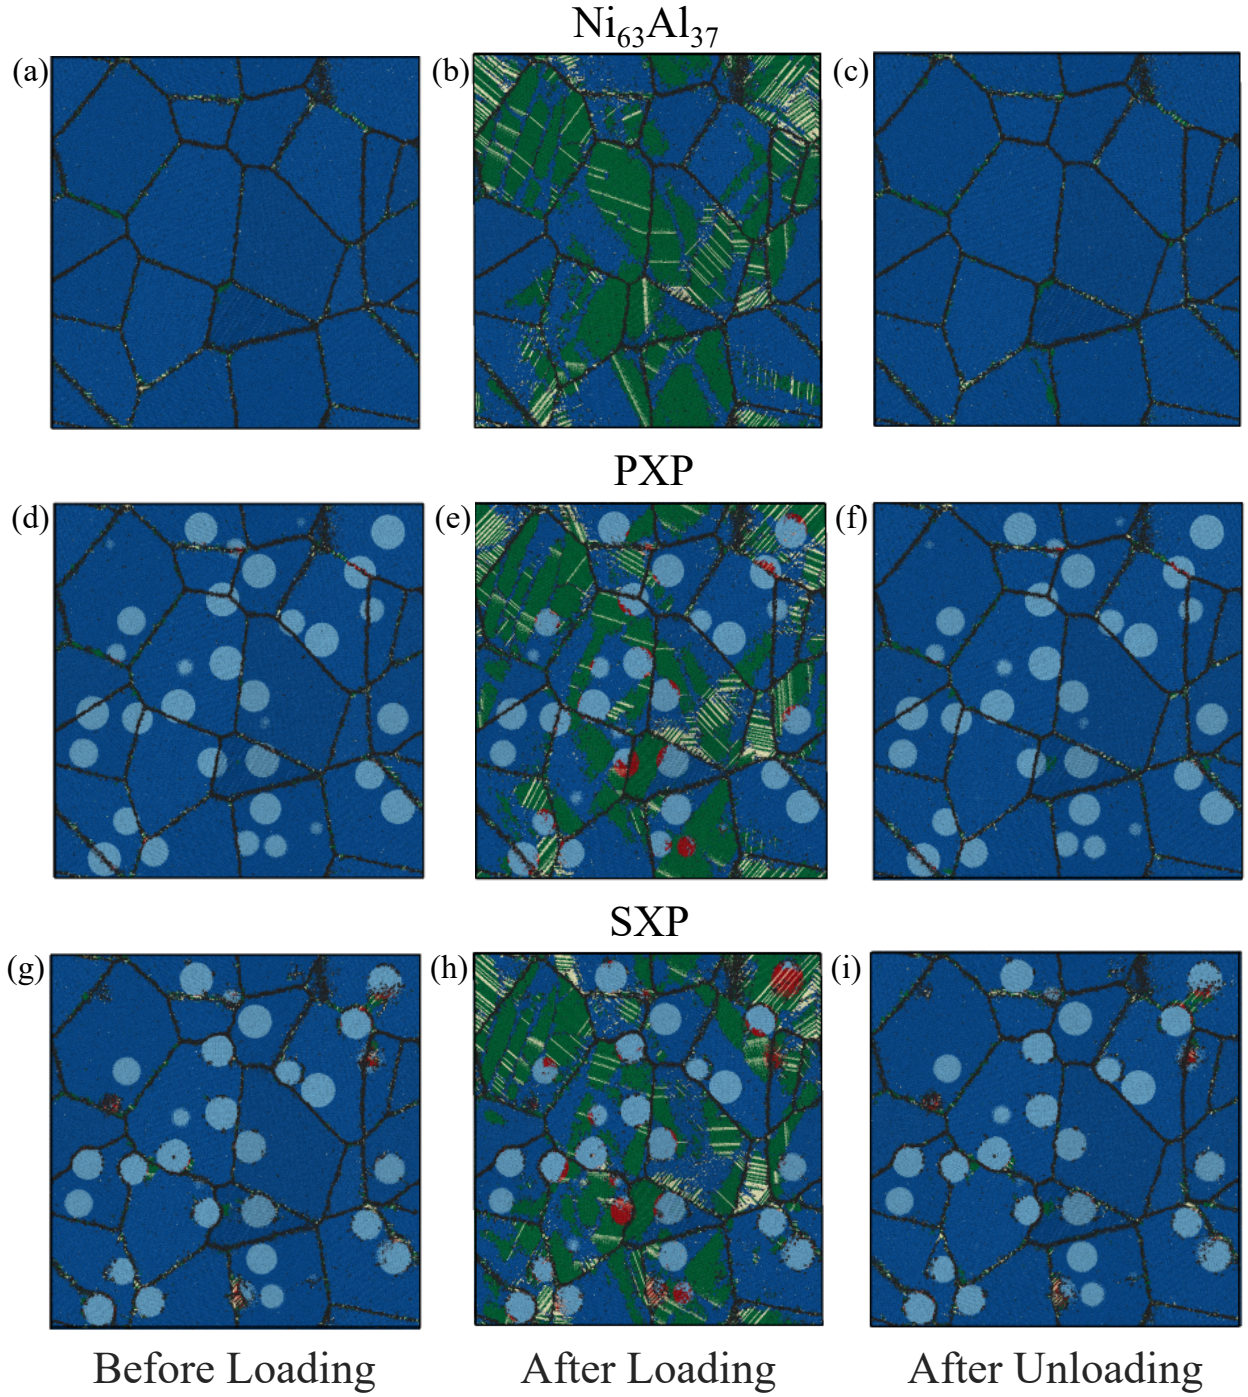 Ni₆₃Al₃₇
(a) (b) (c)
PXP
(d) (e) (f)
SXP
(g) (h) (i)
Before Loading After Loading After Unloading